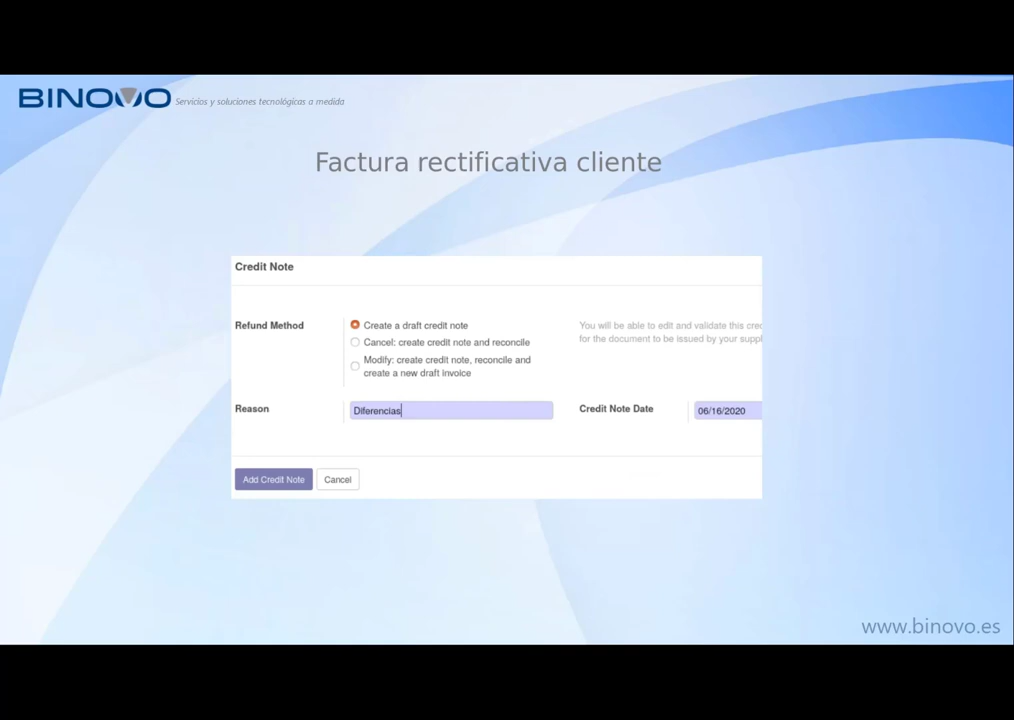 BINOVO Servicios y soluciones tecnológicas a medida
Factura rectificativa cliente
Credit Note
Refund Method
Create a draft credit note
Cancel: create credit note and reconcile
Modify: create credit note, reconcile and
create a new draft invoice
You will be able to edit and validate this
for the document to be issued by your
Reason
Diferencias
Credit Note Date
06/16/2020
Add Credit Note
Cancel
www.binovo.es